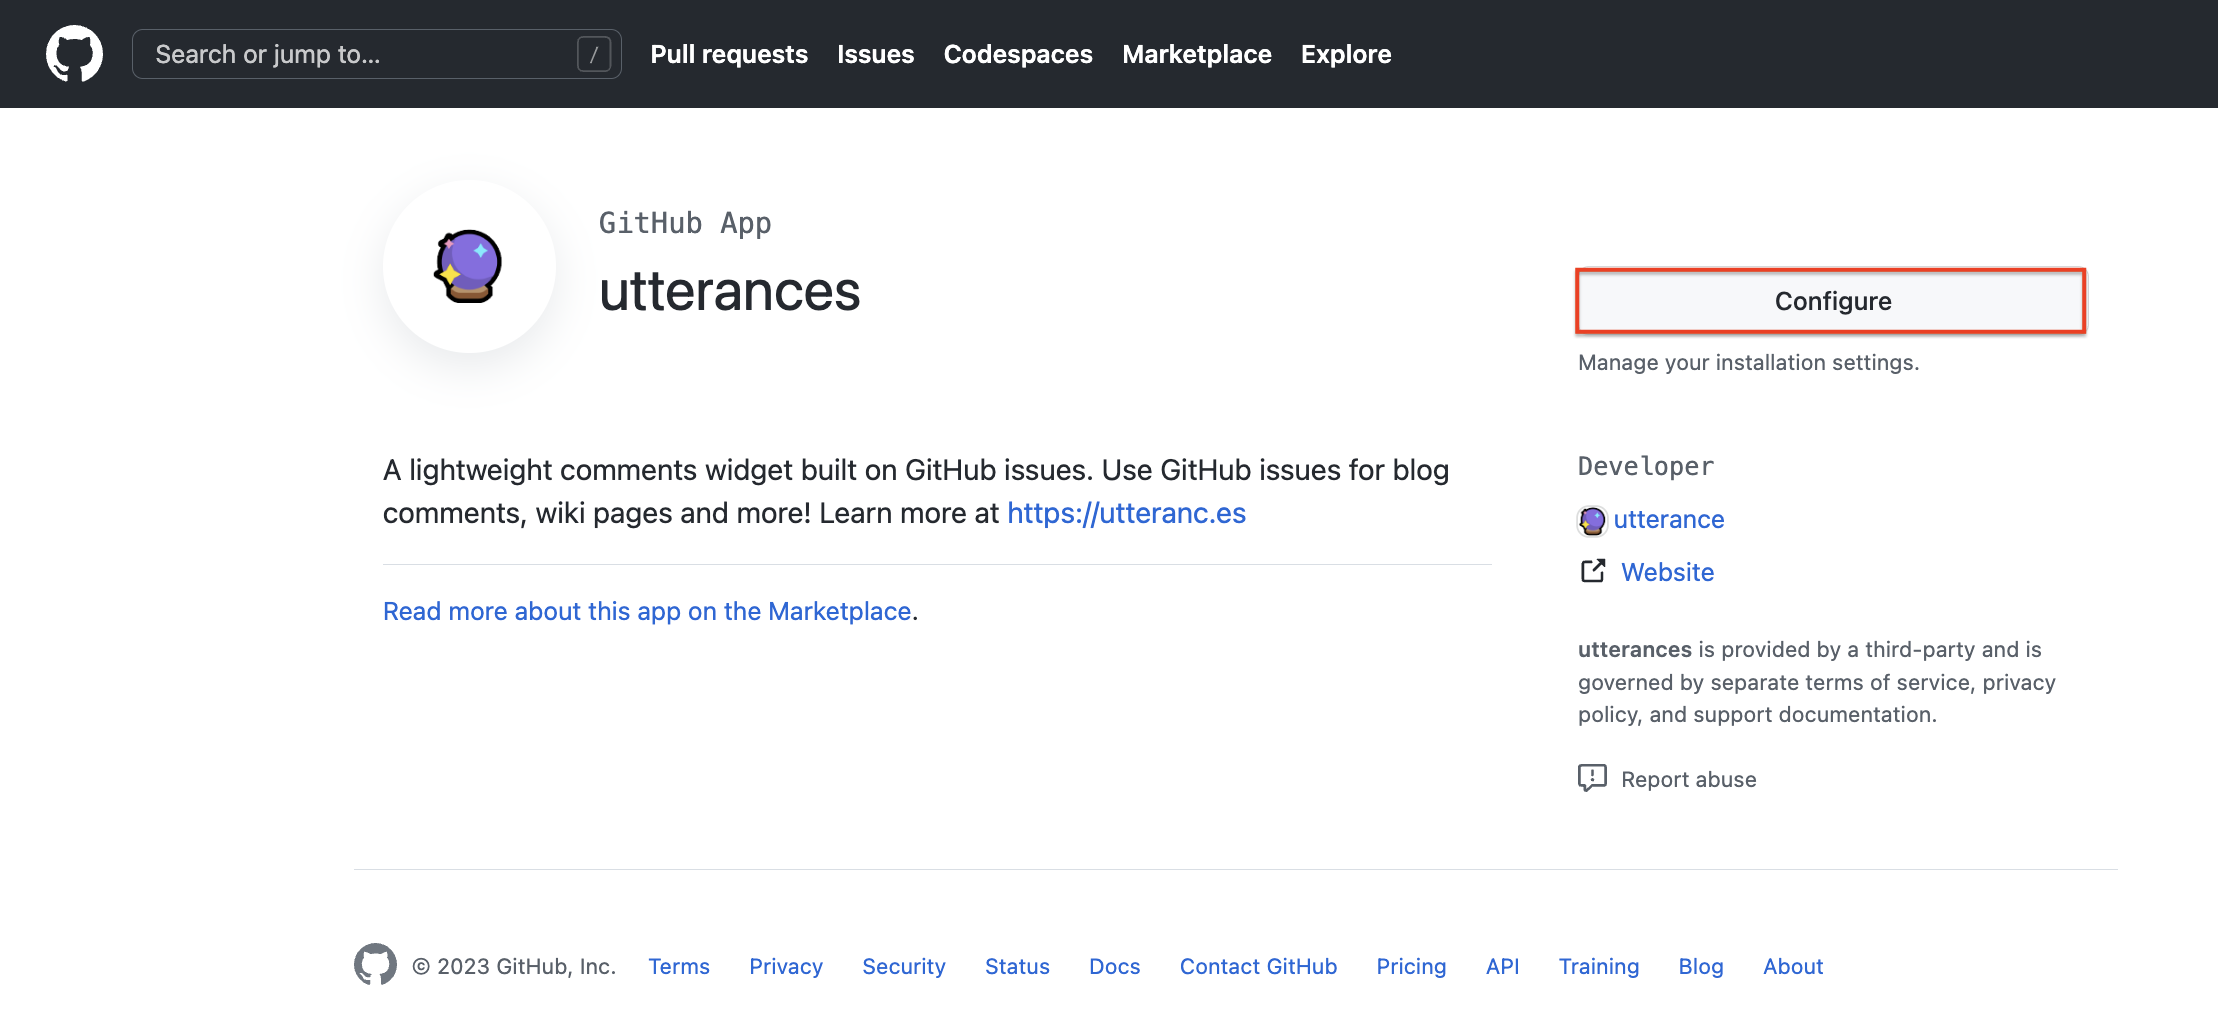 Search or jump to...
/
Pull requests
Issues
Codespaces
Marketplace
Explore
GitHub App
utterances
Configure
Manage your installation settings.
A lightweight comments widget built on GitHub issues. Use GitHub issues for blog
comments, wiki pages and more! Learn more at https://utteranc.es
Read more about this app on the Marketplace.
Developer
utterance
Website
utterances is provided by a third-party and is
governed by separate terms of service, privacy
policy, and support documentation.
Report abuse
© 2023 GitHub, Inc.
Terms
Privacy
Security
Status
Docs
Contact GitHub
Pricing
API
Training
Blog
About